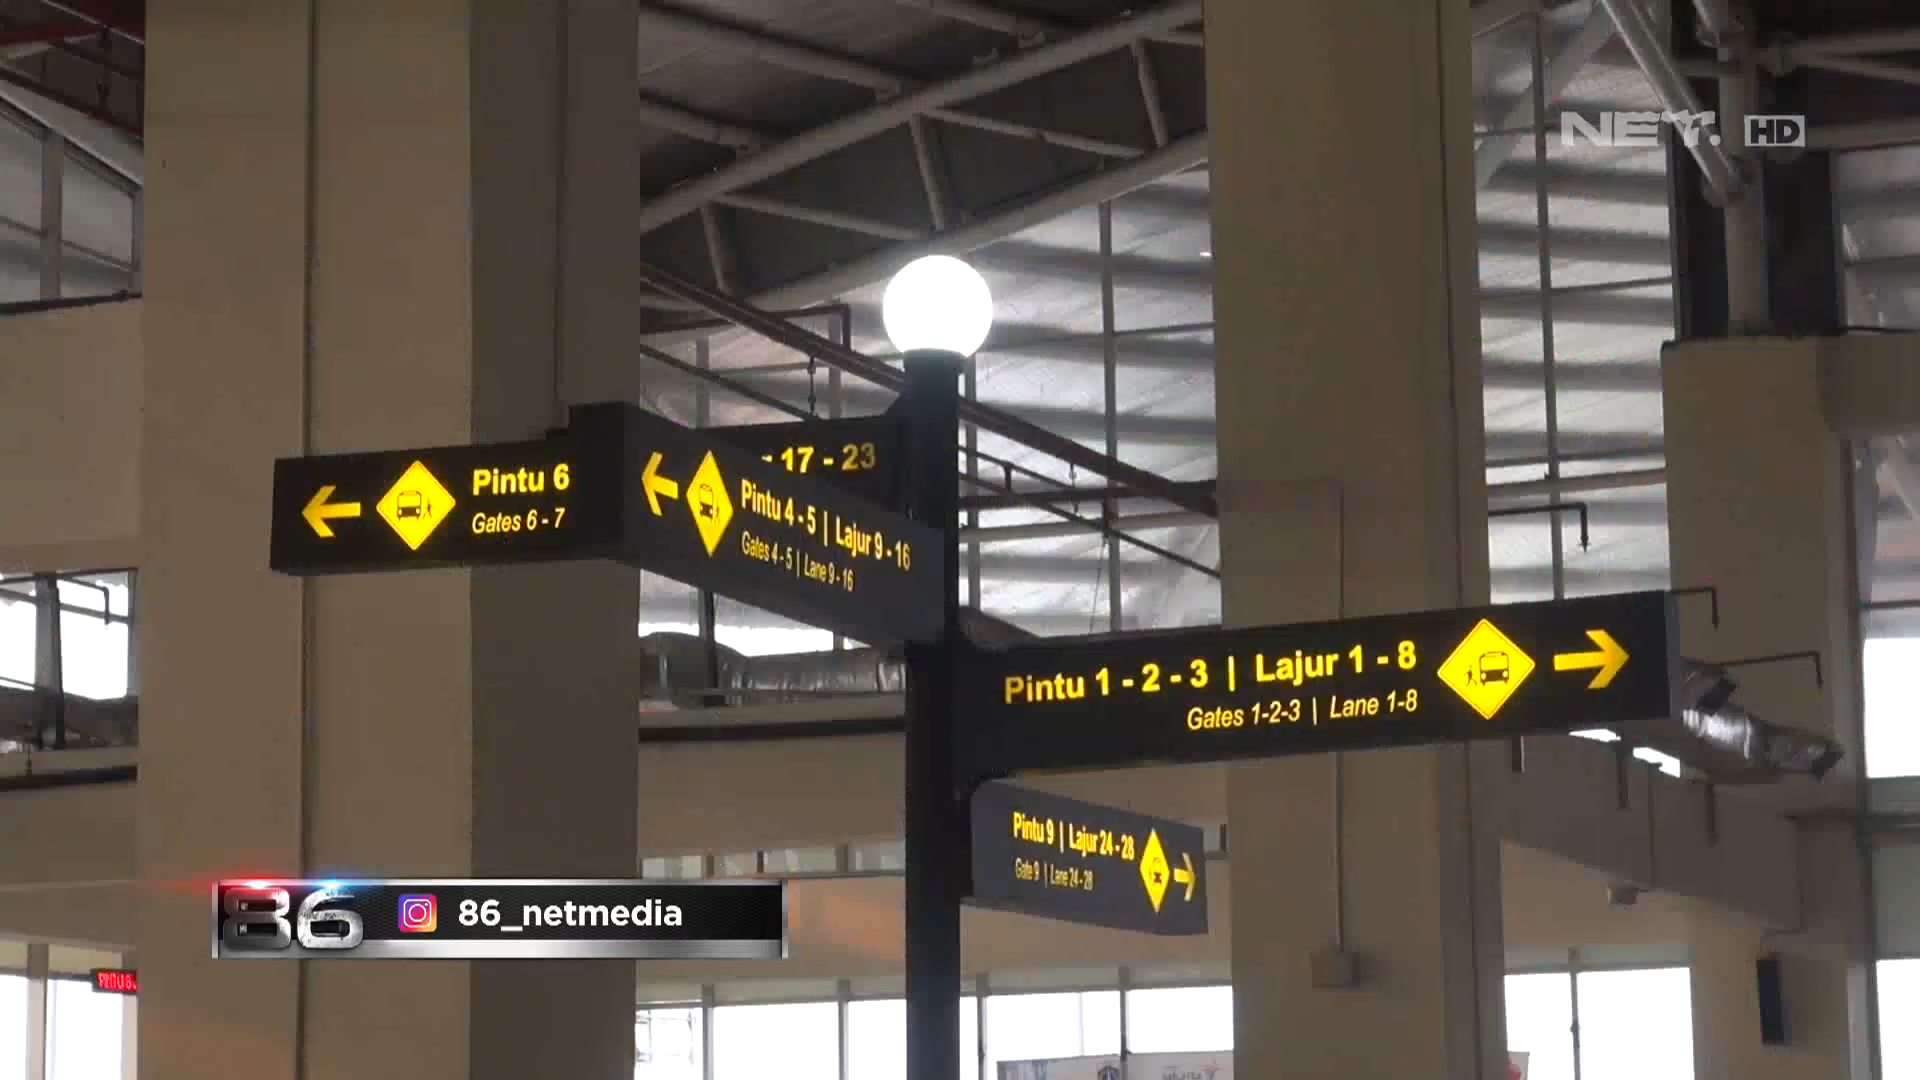 NET. HD
17 - 23
Pintu 6
Gates 6 - 7
Pintu 4 - 5 | Lajur 9 - 16
Gates 4 - 5 | Lane 9 - 16
Pintu 1 - 2 - 3 | Lajur 1 - 8
Gates 1-2-3 | Lane 1-8
Pintu 9 | Lajur 24 - 28
Gate 9 | Lane 24 - 28
86 86_netmedia